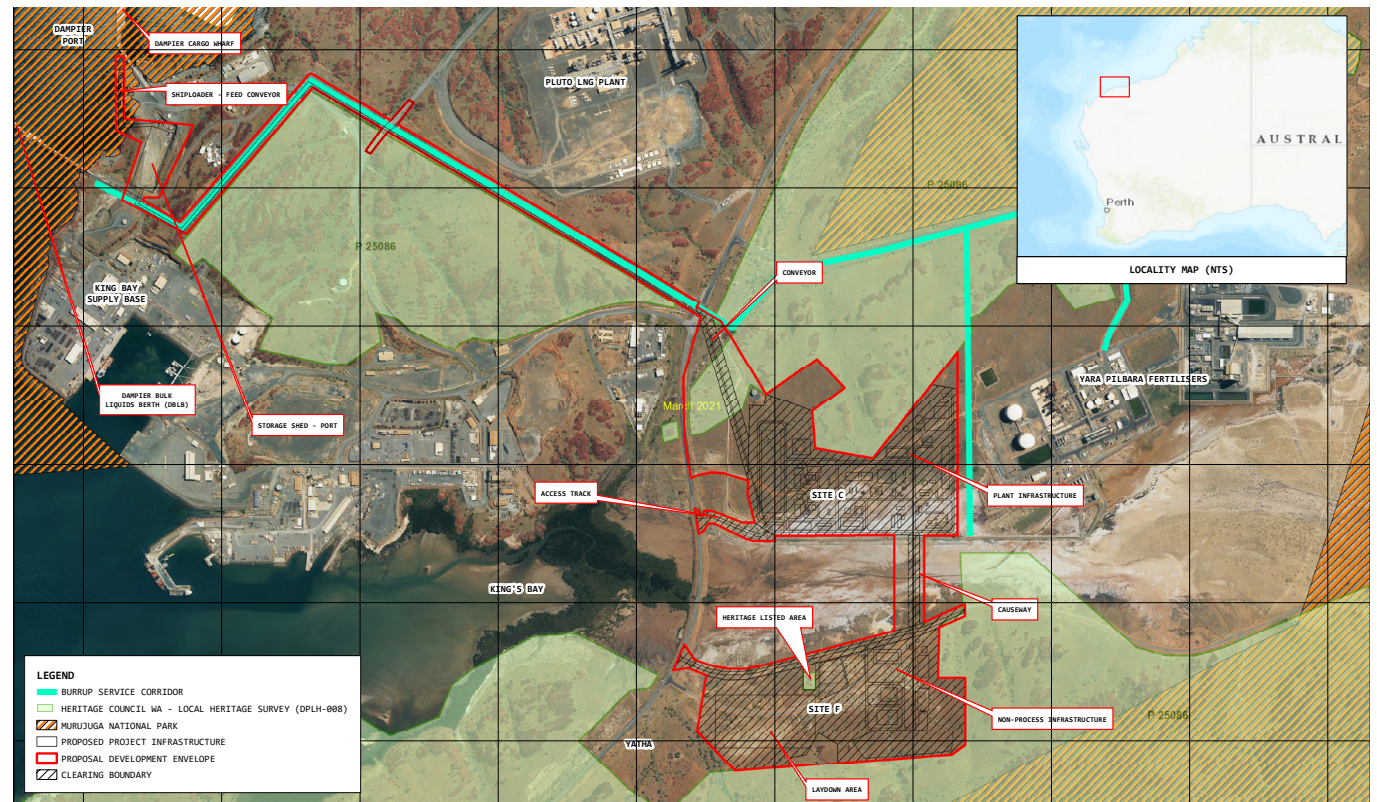 DAMPIER
PORT
DAMPIER CARGO WHARF
SHIPLOADER - FEED CONVEYOR
PLUTO LNG PLANT
AUSTRAL
Perth
LOCALITY MAP (NTS)
P 25086
P 25086
CONVEYOR
KING BAY
SUPPLY BASE
DAMPIER BULK
LIQUIDS BERTH (DBLB)
STORAGE SHED - PORT
March 2021
YARA PILBARA FERTILISERS
ACCESS TRACK
SITE C
PLANT INFRASTRUCTURE
KING'S BAY
CAUSEWAY
HERITAGE LISTED AREA
SITE F
NON-PROCESS INFRASTRUCTURE
P 25086
YATHA
LAYDOWN AREA
LEGEND
BURRUP SERVICE CORRIDOR
HERITAGE COUNCIL WA - LOCAL HERITAGE SURVEY (DPLH-008)
MURUJUGA NATIONAL PARK
PROPOSED PROJECT INFRASTRUCTURE
PROPOSAL DEVELOPMENT ENVELOPE
CLEARING BOUNDARY